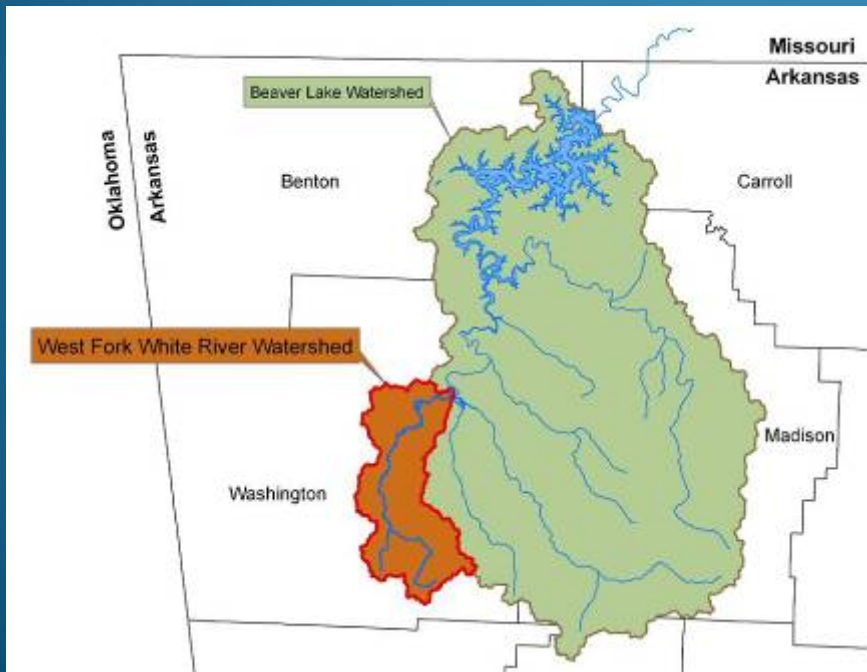 Missouri
Arkansas
Beaver Lake Watershed
Oklahoma
Arkansas
Benton
Carroll
West Fork White River Watershed
Madison
Washington